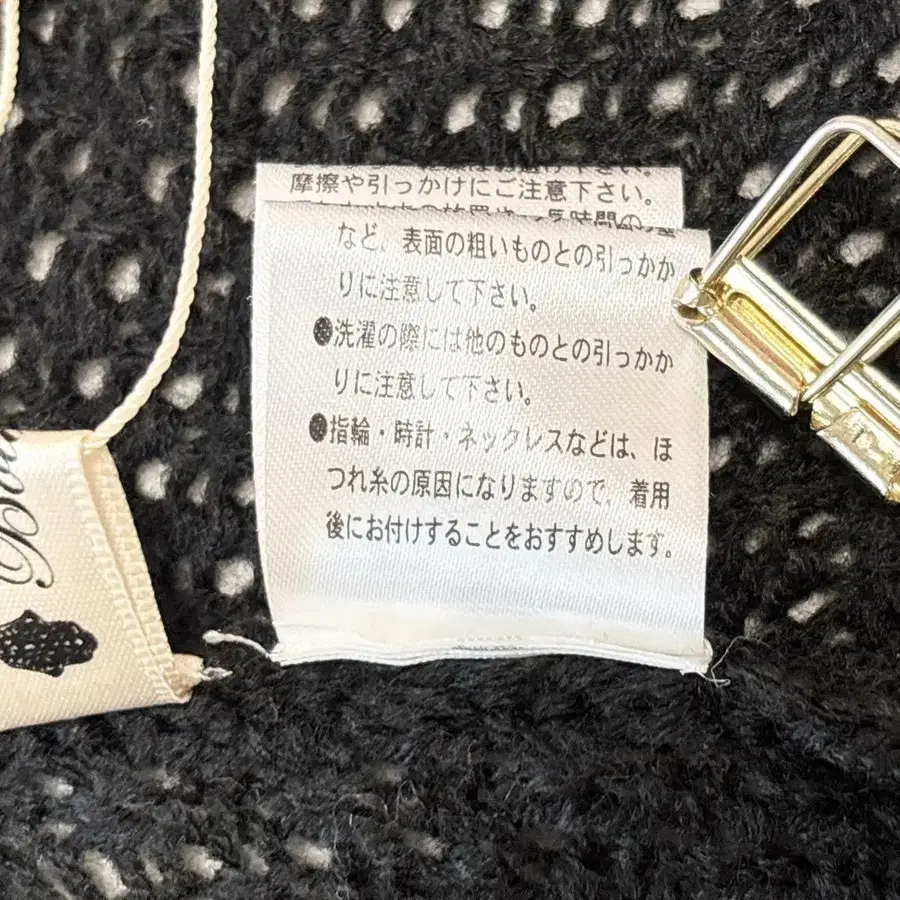 摩擦や引っかけにご注意下さい。
など、表面の粗いものとの引っかか
りに注意して下さい。
●洗濯の際には他のものとの引っかか
りに注意して下さい。
●指輪・時計・ネックレスなどは、ほ
つれ糸の原因になりますので、着用
後にお付けすることをおすすめします。